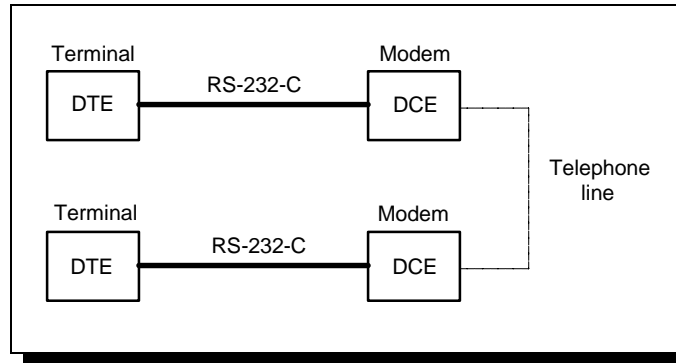 Terminal
Modem
RS-232-C
DTE
DCE
Telephone
line
Terminal
Modem
RS-232-C
DTE
DCE